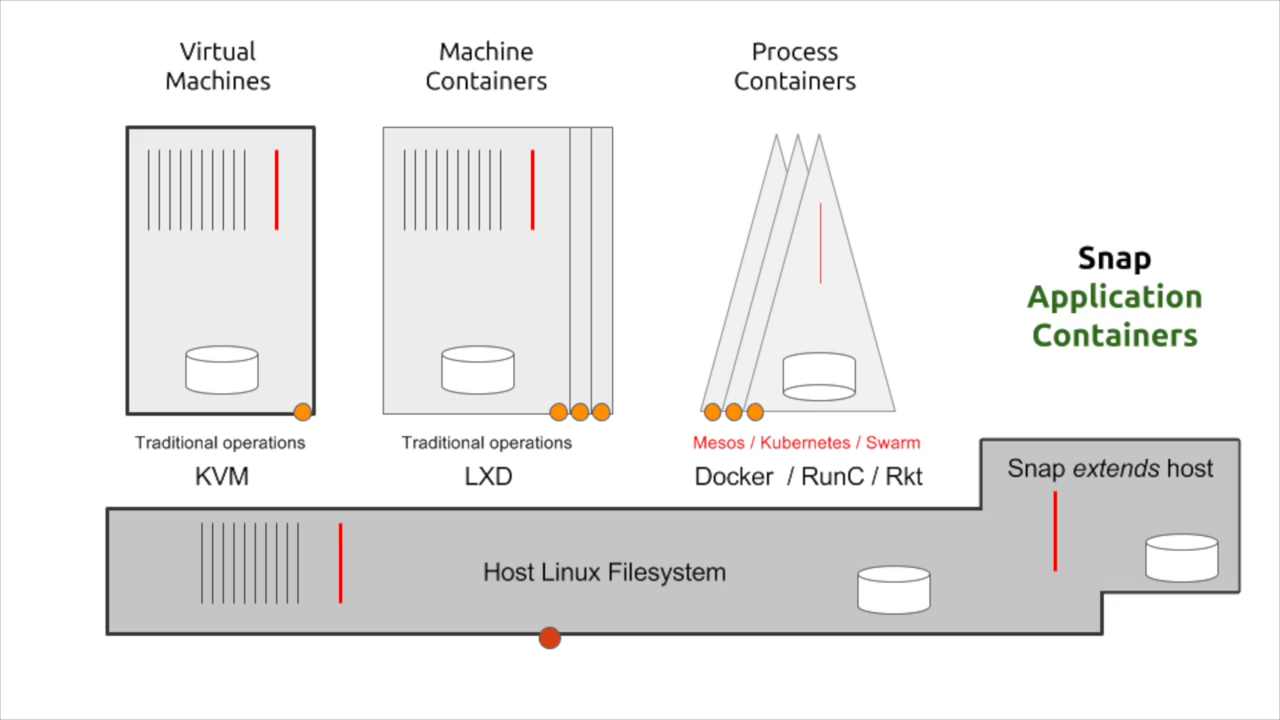 Virtual
Machines
Machine
Containers
Process
Containers
Snap
Application
Containers
Traditional operations
KVM
Traditional operations
LXD
Mesos / Kubernetes / Swarm
Docker / RunC / Rkt
Snap extends host
Host Linux Filesystem